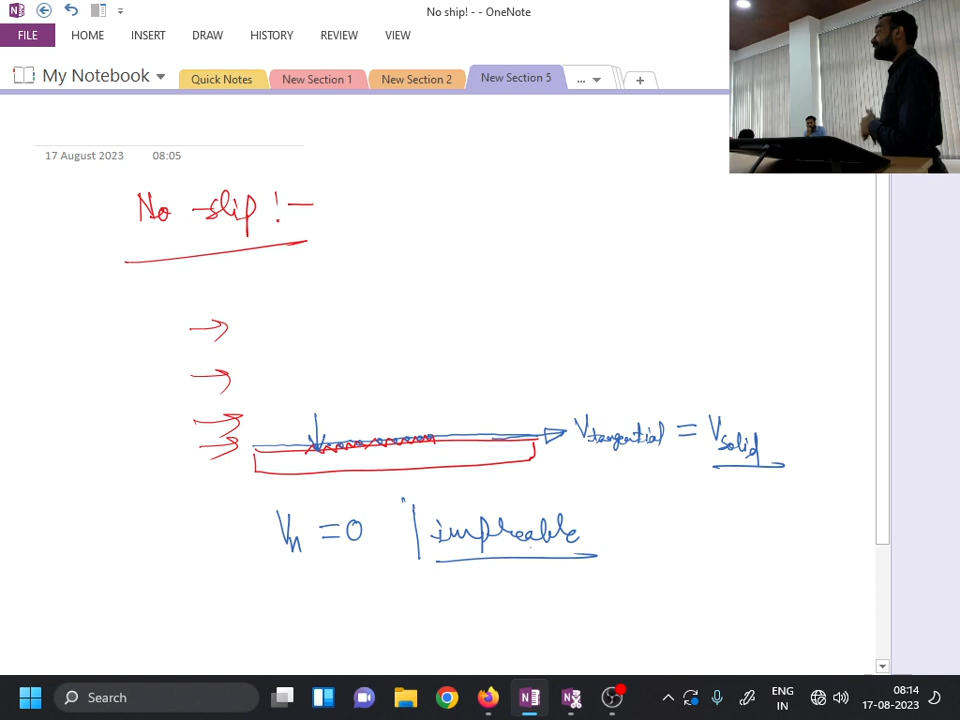 No ship! - - OneNote
FILE HOME INSERT DRAW HISTORY REVIEW VIEW
My Notebook Quick Notes New Section 1 New Section 2 New Section 5 ... +
17 August 2023 08:05
No slip !-
Vtangential = Vsolid
Vn = 0 | impreable
Search
ENG
IN
08:14
17-08-2023